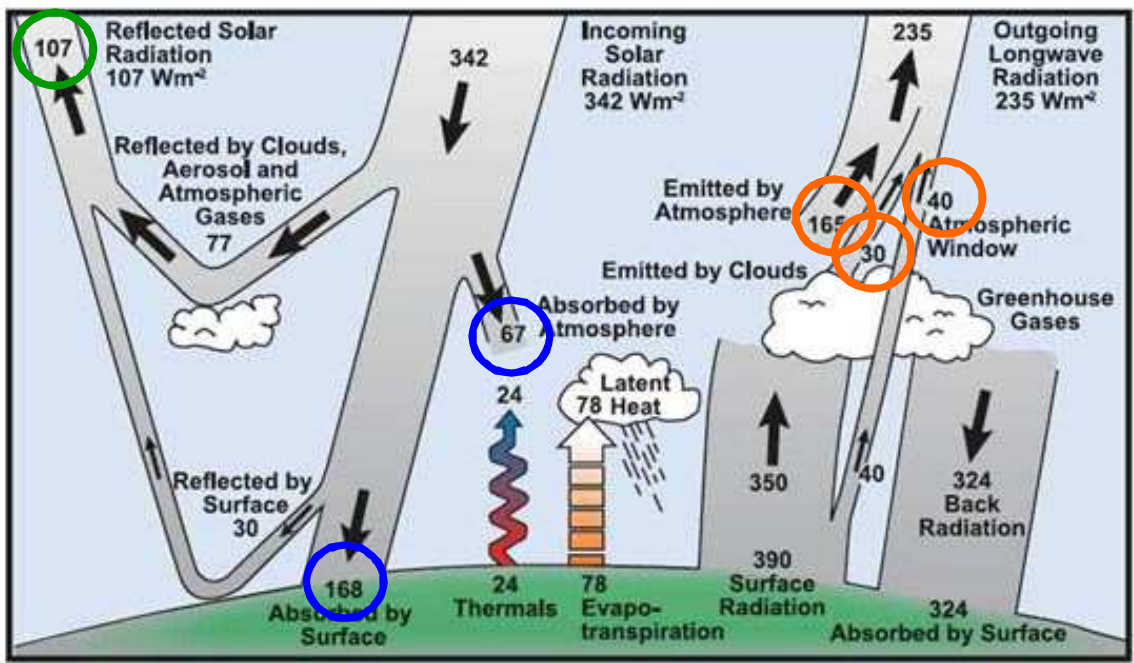 107
Reflected Solar
Radiation
107 Wm⁻²
342
Incoming
Solar
Radiation
342 Wm⁻²
235
Outgoing
Longwave
Radiation
235 Wm⁻²
Reflected by Clouds,
Aerosol and
Atmospheric
Gases
77
Emitted by
Atmosphere
165
30
40
Atmospheric
Window
Emitted by Clouds
Greenhouse
Gases
Absorbed by
Atmosphere
67
24
Latent
Heat
78
Reflected by
Surface
30
350
40
324
Back
Radiation
168
Absorbed by
Surface
24
Thermals
78
Evapo-
transpiration
390
Surface
Radiation
324
Absorbed by Surface